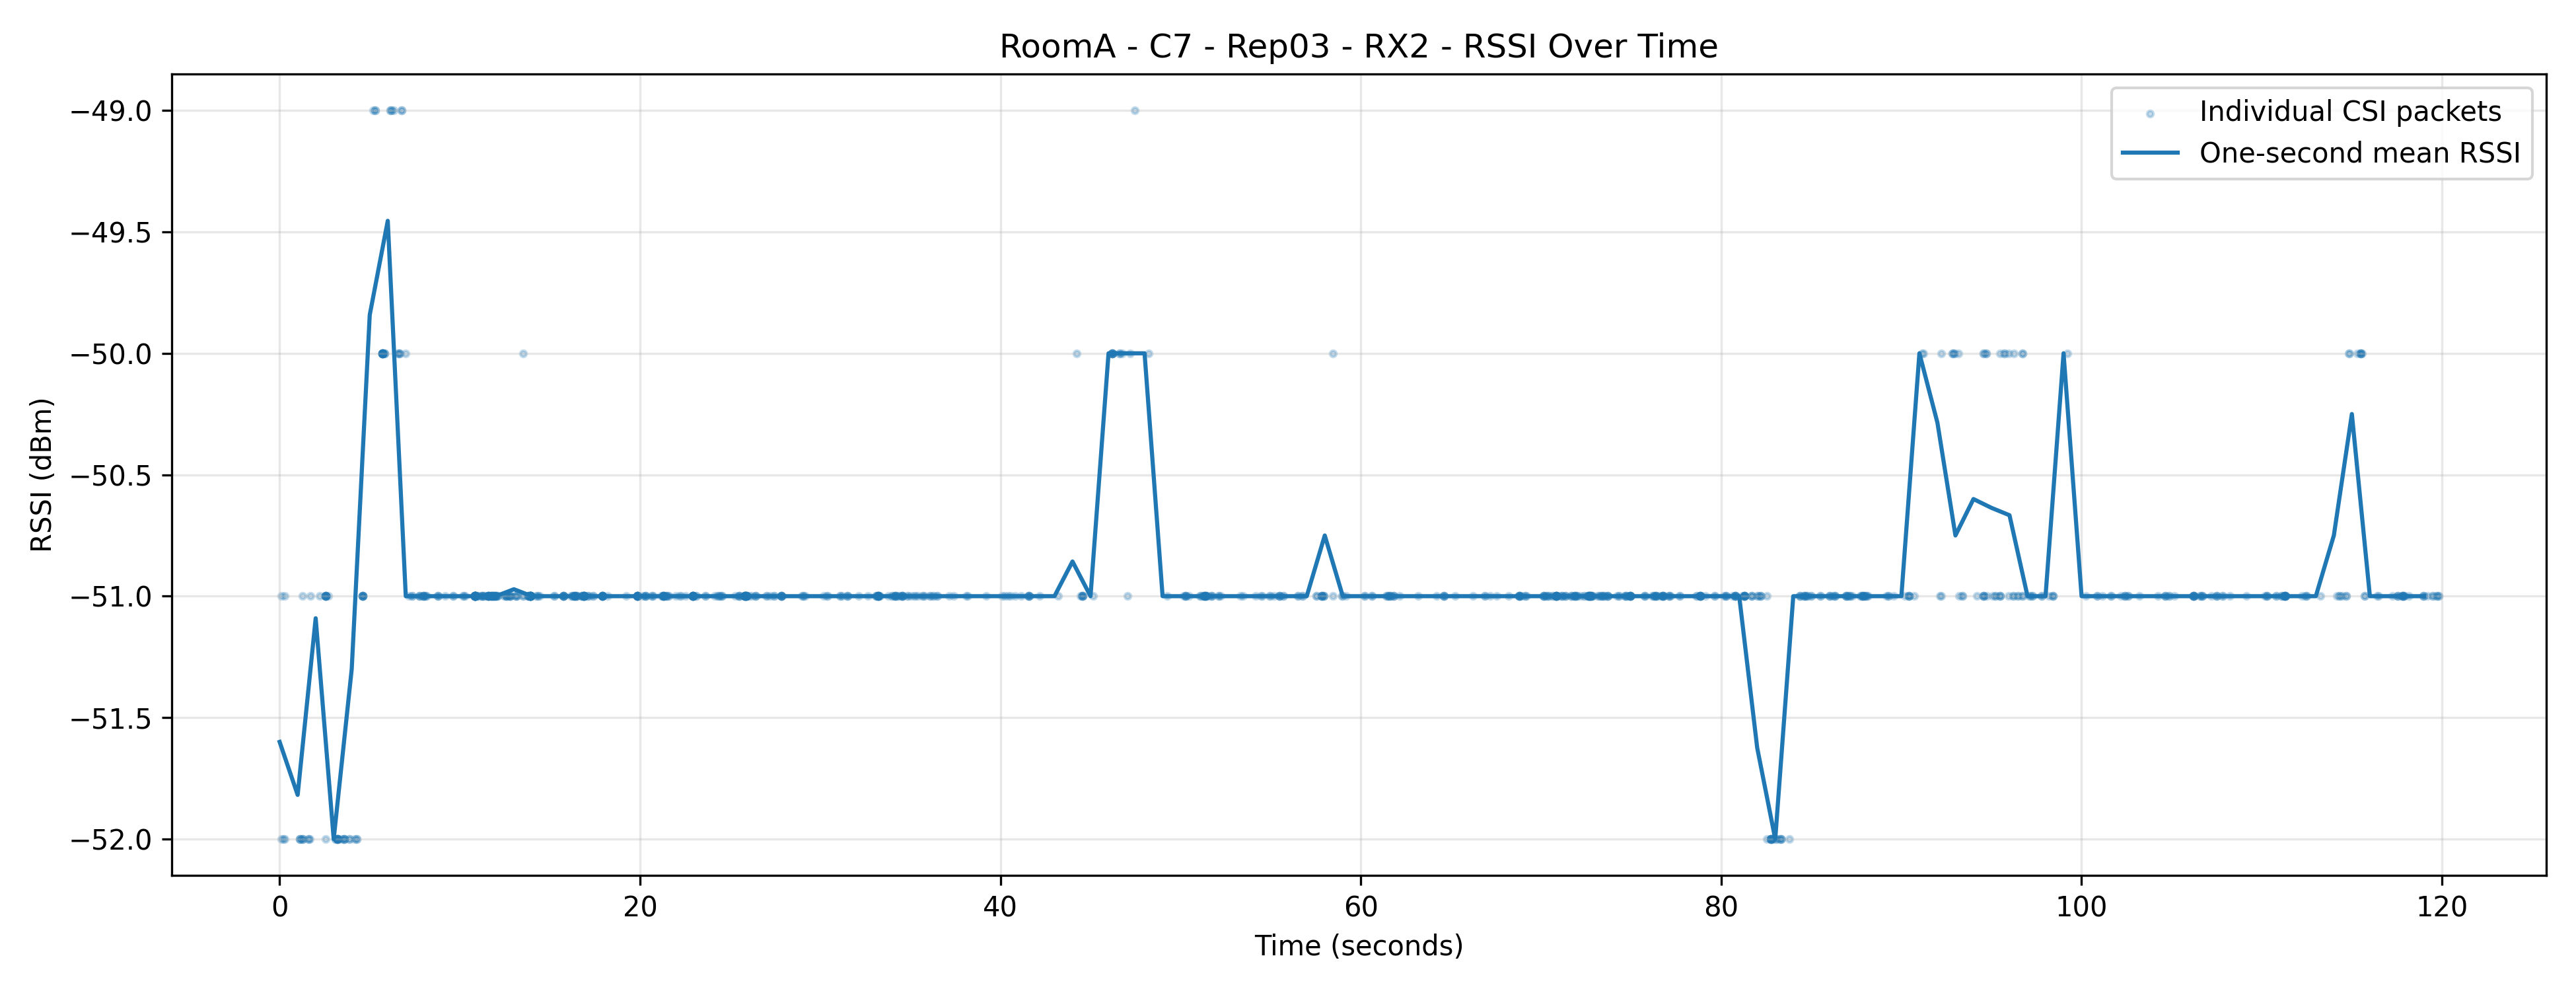 RoomA - C7 - Rep03 - RX2 - RSSI Over Time
Individual CSI packets
One-second mean RSSI
RSSI (dBm)
−49.0
−49.5
−50.0
−50.5
−51.0
−51.5
−52.0
0
20
40
60
80
100
120
Time (seconds)